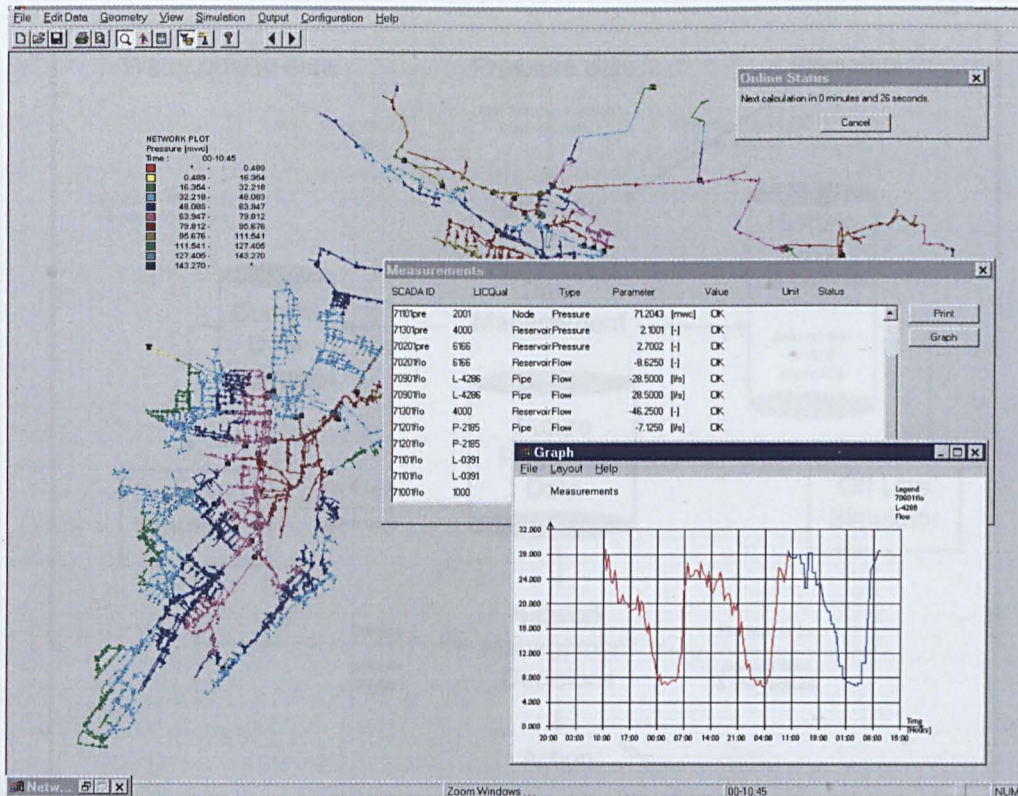 File Edit Data Geometry View Simulation Output Configuration Help
Online Status
Next calculation in 0 minutes and 26 seconds.
Cancel
NETWORK PLOT
Pressure [mwc]
Time : 00-10:45
* - 0.489
0.489 - 16.354
16.354 - 32.218
32.218 - 48.083
48.083 - 63.947
63.947 - 79.812
79.812 - 95.676
95.676 - 111.541
111.541 - 127.405
127.405 - 143.270
143.270 - *
Measurements
SCADA ID LICQual Type Parameter Value Unit Status
71101pre 2001 Node Pressure 71.2043 [mwc] OK
71301pre 4000 Reservoir Pressure 2.1001 [-] OK
70201pre 6166 Reservoir Pressure 2.7002 [-] OK
70201flo 6166 Reservoir Flow -8.6250 [-] OK
70901flo L-4286 Pipe Flow -28.5000 [l/s] OK
70901flo L-4286 Pipe Flow 28.5000 [l/s] OK
71301flo 4000 Reservoir Flow -46.2500 [-] OK
71201flo P-2185 Pipe Flow -7.1250 [l/s] OK
71201flo P-2185
71101flo L-0391
71101flo L-0391
71001flo 1000
Print
Graph
Graph
File Layout Help
Measurements
Legend
70901flo
L-4286
Flow
32.000
28.000
24.000
20.000
16.000
12.000
8.000
4.000
0.000
20:00 03:00 10:00 17:00 00:00 07:00 14:00 21:00 04:00 11:00 18:00 01:00 08:00 15:00
Time
[Hours]
Netw...
Zoom Windows ... 00-10:45 NUM